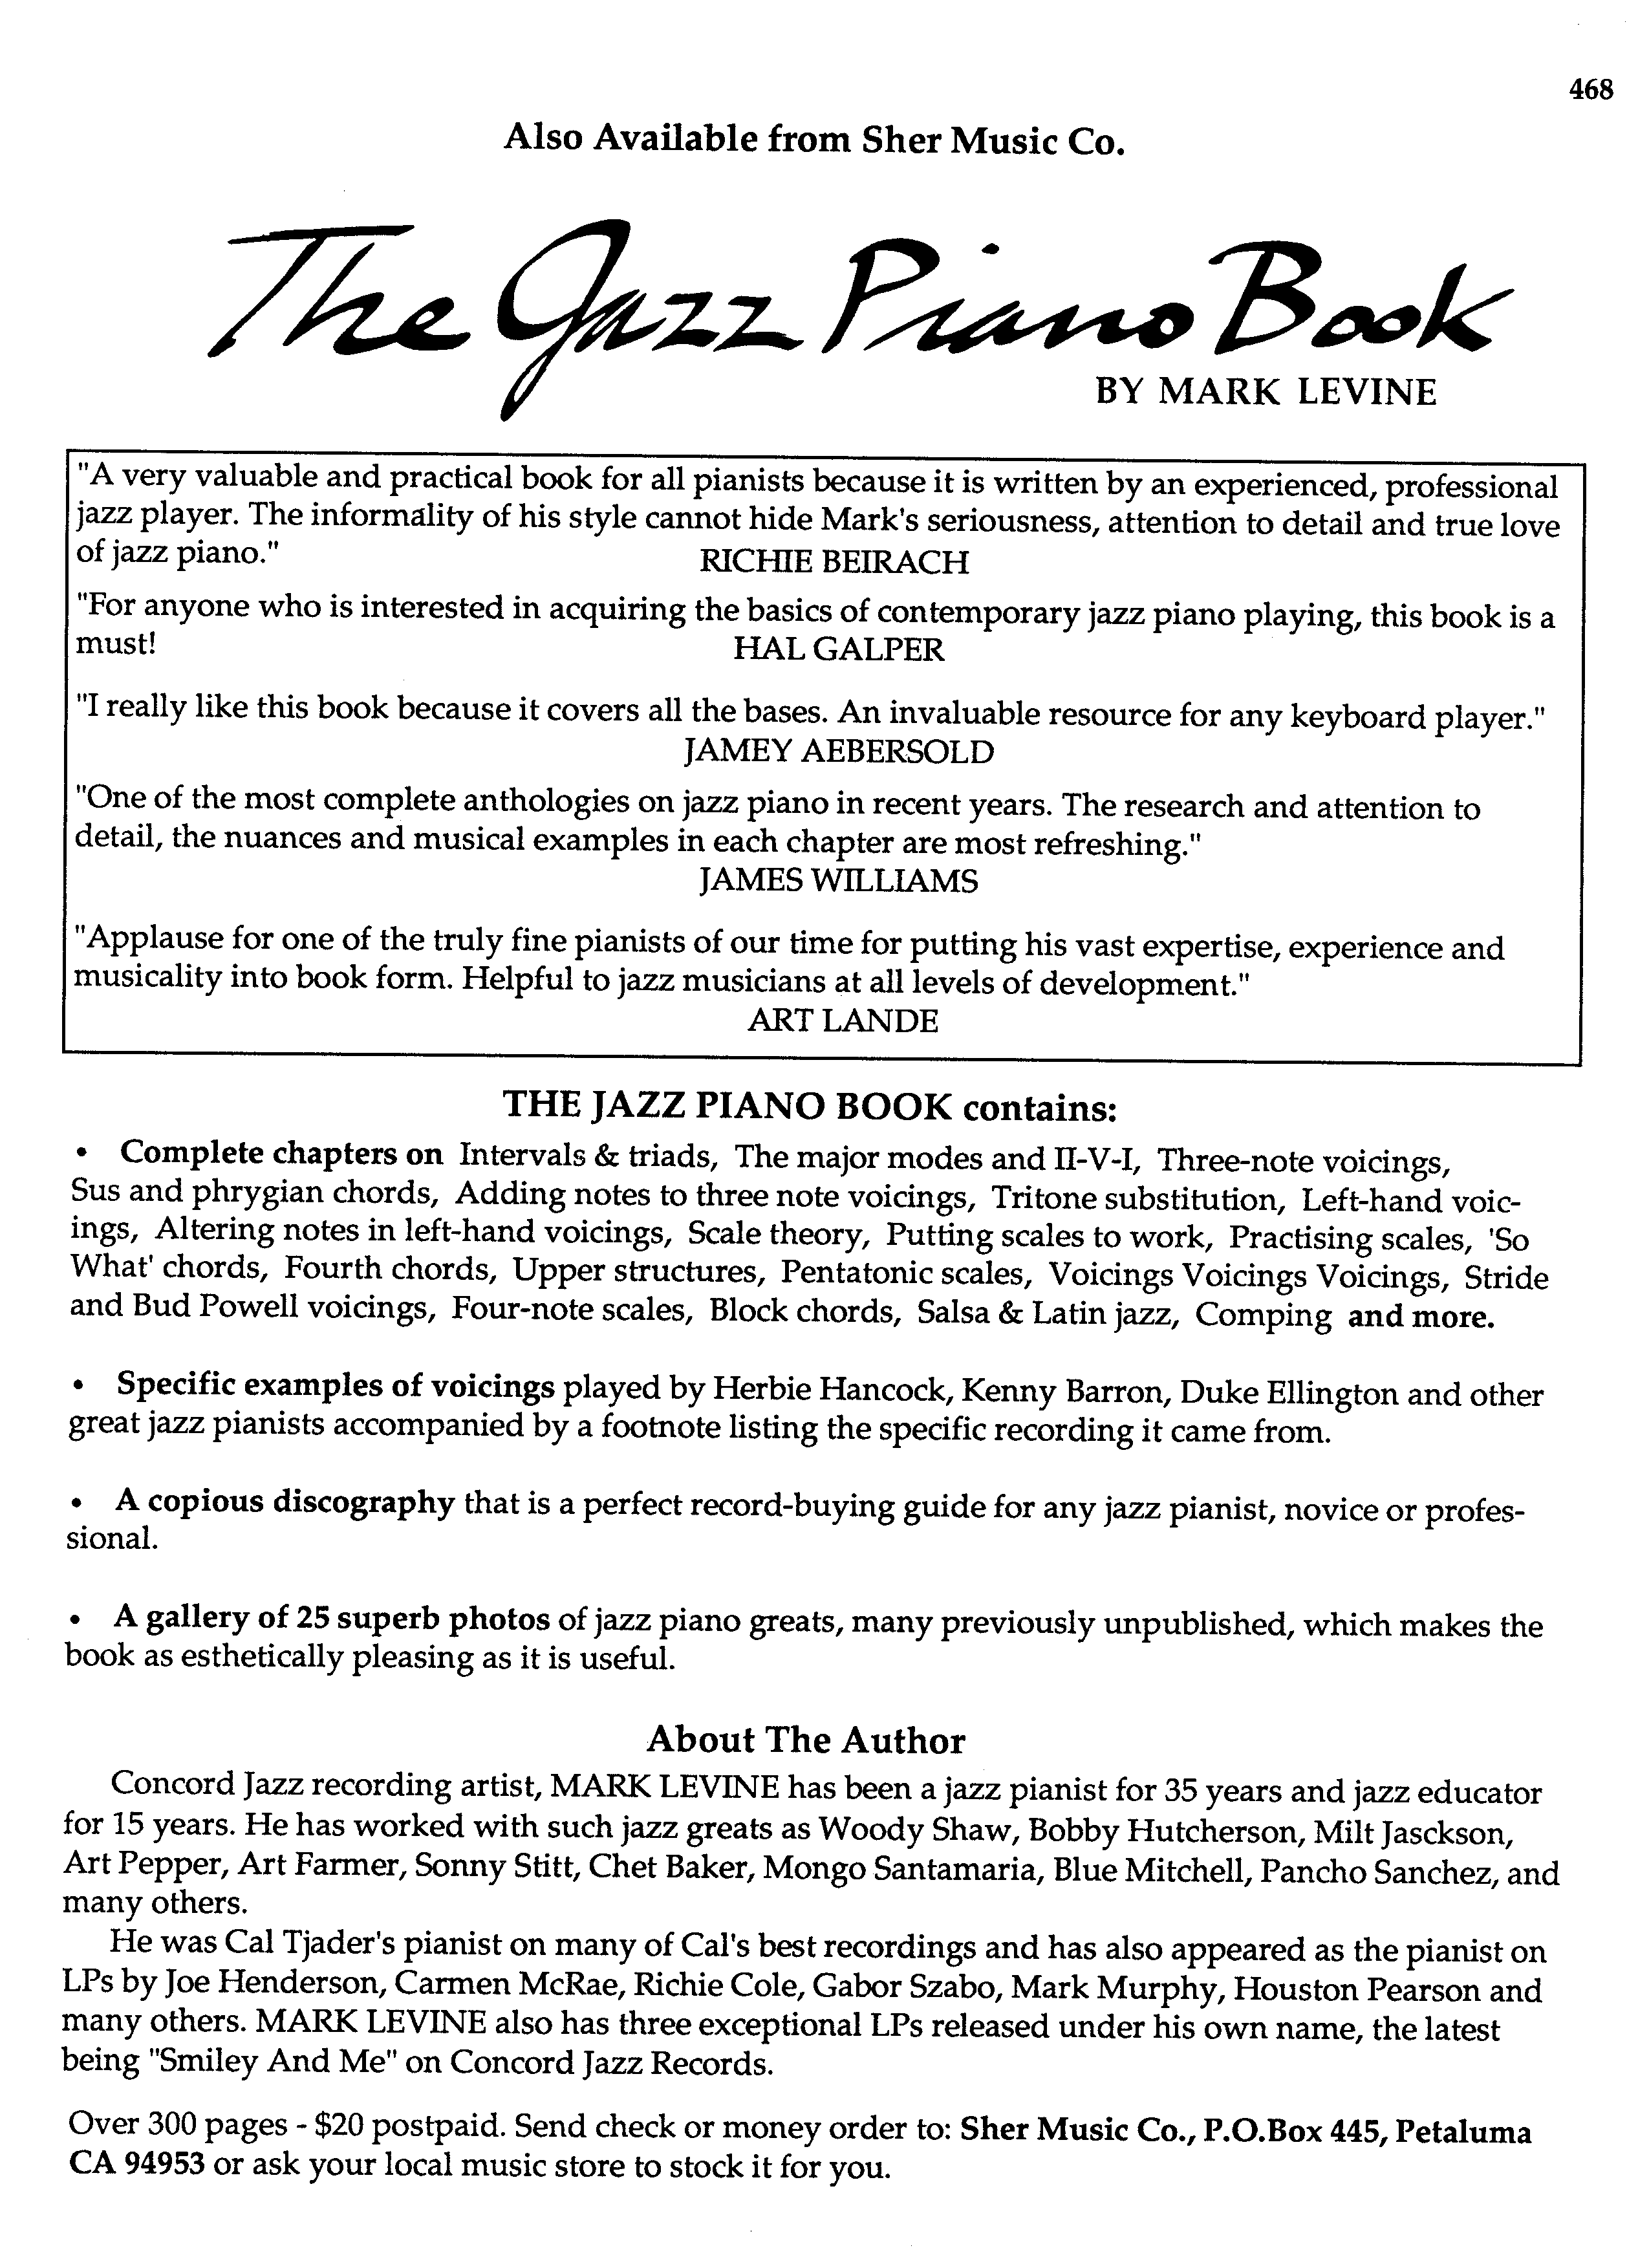 468
Also Available from Sher Music Co.
The Jazz Piano Book
BY MARK LEVINE
"A very valuable and practical book for all pianists because it is written by an experienced, professional
jazz player. The informality of his style cannot hide Mark's seriousness, attention to detail and true love
of jazz piano." RICHIE BEIRACH
"For anyone who is interested in acquiring the basics of contemporary jazz piano playing, this book is a
must! HAL GALPER
"I really like this book because it covers all the bases. An invaluable resource for any keyboard player."
JAMEY AEBERSOLD
"One of the most complete anthologies on jazz piano in recent years. The research and attention to
detail, the nuances and musical examples in each chapter are most refreshing."
JAMES WILLIAMS
"Applause for one of the truly fine pianists of our time for putting his vast expertise, experience and
musicality into book form. Helpful to jazz musicians at all levels of development."
ART LANDE
THE JAZZ PIANO BOOK contains:
• Complete chapters on Intervals & triads, The major modes and II-V-I, Three-note voicings,
Sus and phrygian chords, Adding notes to three note voicings, Tritone substitution, Left-hand voic-
ings, Altering notes in left-hand voicings, Scale theory, Putting scales to work, Practising scales, 'So
What' chords, Fourth chords, Upper structures, Pentatonic scales, Voicings Voicings Voicings, Stride
and Bud Powell voicings, Four-note scales, Block chords, Salsa & Latin jazz, Comping and more.
• Specific examples of voicings played by Herbie Hancock, Kenny Barron, Duke Ellington and other
great jazz pianists accompanied by a footnote listing the specific recording it came from.
• A copious discography that is a perfect record-buying guide for any jazz pianist, novice or profes-
sional.
• A gallery of 25 superb photos of jazz piano greats, many previously unpublished, which makes the
book as esthetically pleasing as it is useful.
About The Author
Concord Jazz recording artist, MARK LEVINE has been a jazz pianist for 35 years and jazz educator
for 15 years. He has worked with such jazz greats as Woody Shaw, Bobby Hutcherson, Milt Jasckson,
Art Pepper, Art Farmer, Sonny Stitt, Chet Baker, Mongo Santamaria, Blue Mitchell, Pancho Sanchez, and
many others.
He was Cal Tjader's pianist on many of Cal's best recordings and has also appeared as the pianist on
LPs by Joe Henderson, Carmen McRae, Richie Cole, Gabor Szabo, Mark Murphy, Houston Pearson and
many others. MARK LEVINE also has three exceptional LPs released under his own name, the latest
being "Smiley And Me" on Concord Jazz Records.
Over 300 pages - $20 postpaid. Send check or money order to: Sher Music Co., P.O.Box 445, Petaluma
CA 94953 or ask your local music store to stock it for you.